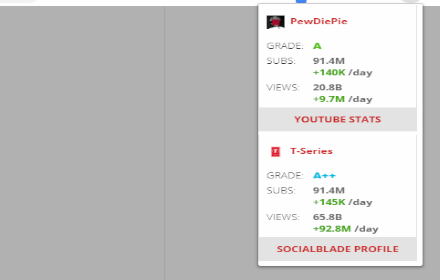 PewDiePie
GRADE: A
SUBS: 91.4M
+140K /day
VIEWS: 20.8B
+9.7M /day
YOUTUBE STATS
T-Series
GRADE: A++
SUBS: 91.4M
+145K /day
VIEWS: 65.8B
+92.8M /day
SOCIALBLADE PROFILE